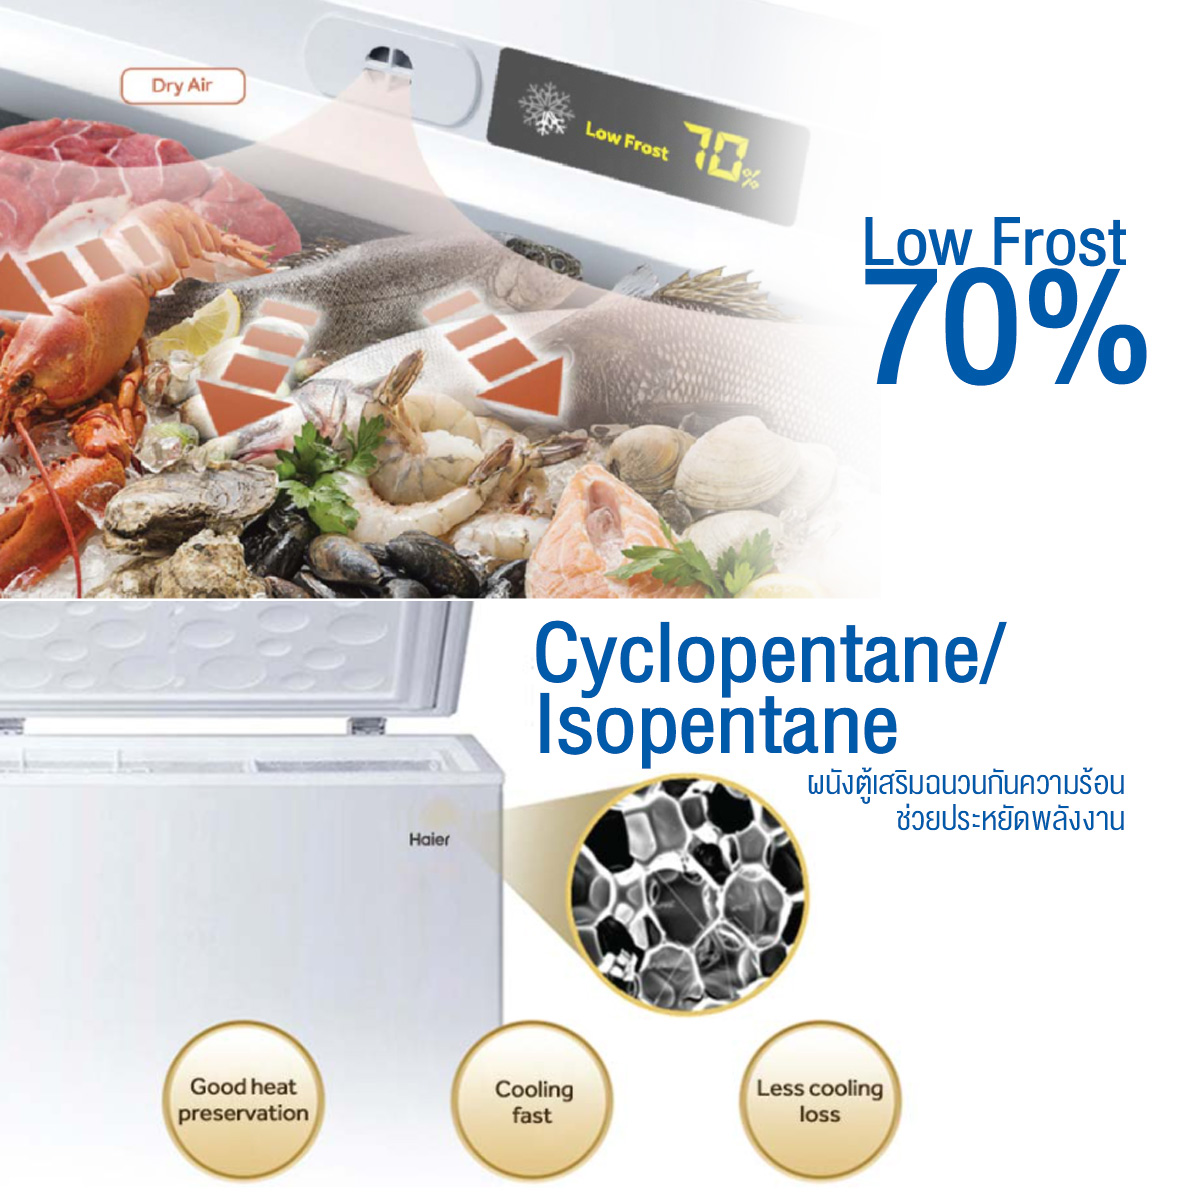 Dry Air
Low Frost 70%
Low Frost
70%
Cyclopentane/
Isopentane
ผนังตู้เสริมฉนวนกันความร้อน
ช่วยประหยัดพลังงาน
Haier
Good heat
preservation
Cooling
fast
Less cooling
loss